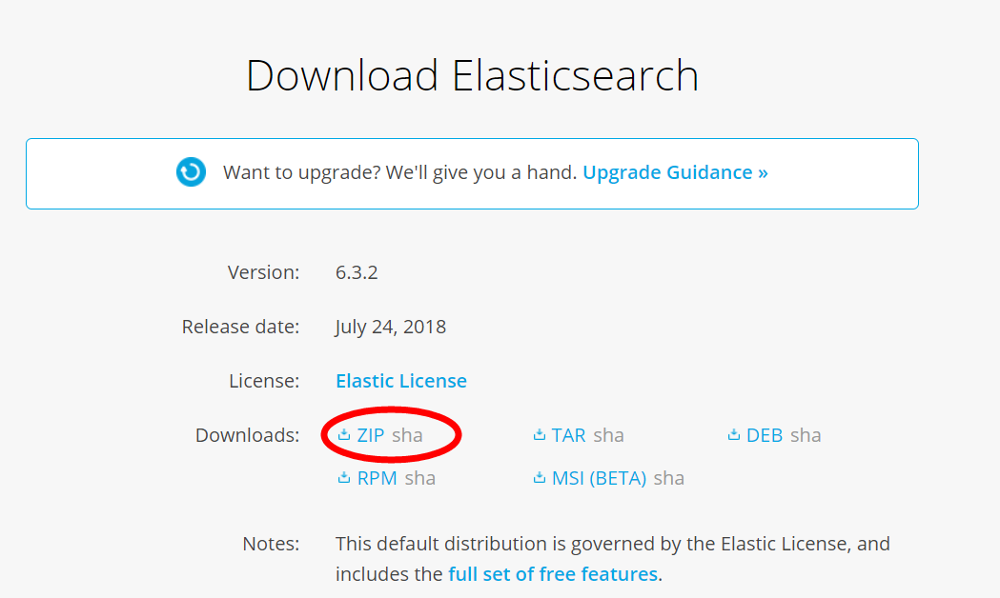 Download Elasticsearch
Want to upgrade? We'll give you a hand. Upgrade Guidance »
Version: 6.3.2
Release date: July 24, 2018
License: Elastic License
Downloads: ZIP sha TAR sha DEB sha
RPM sha MSI (BETA) sha
Notes: This default distribution is governed by the Elastic License, and
includes the full set of free features.